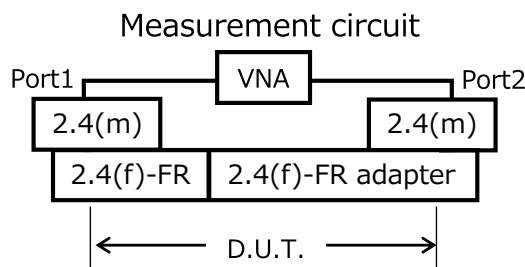 Measurement circuit
Port1
VNA
Port2
2.4(m)
2.4(m)
2.4(f)-FR
2.4(f)-FR adapter
D.U.T.